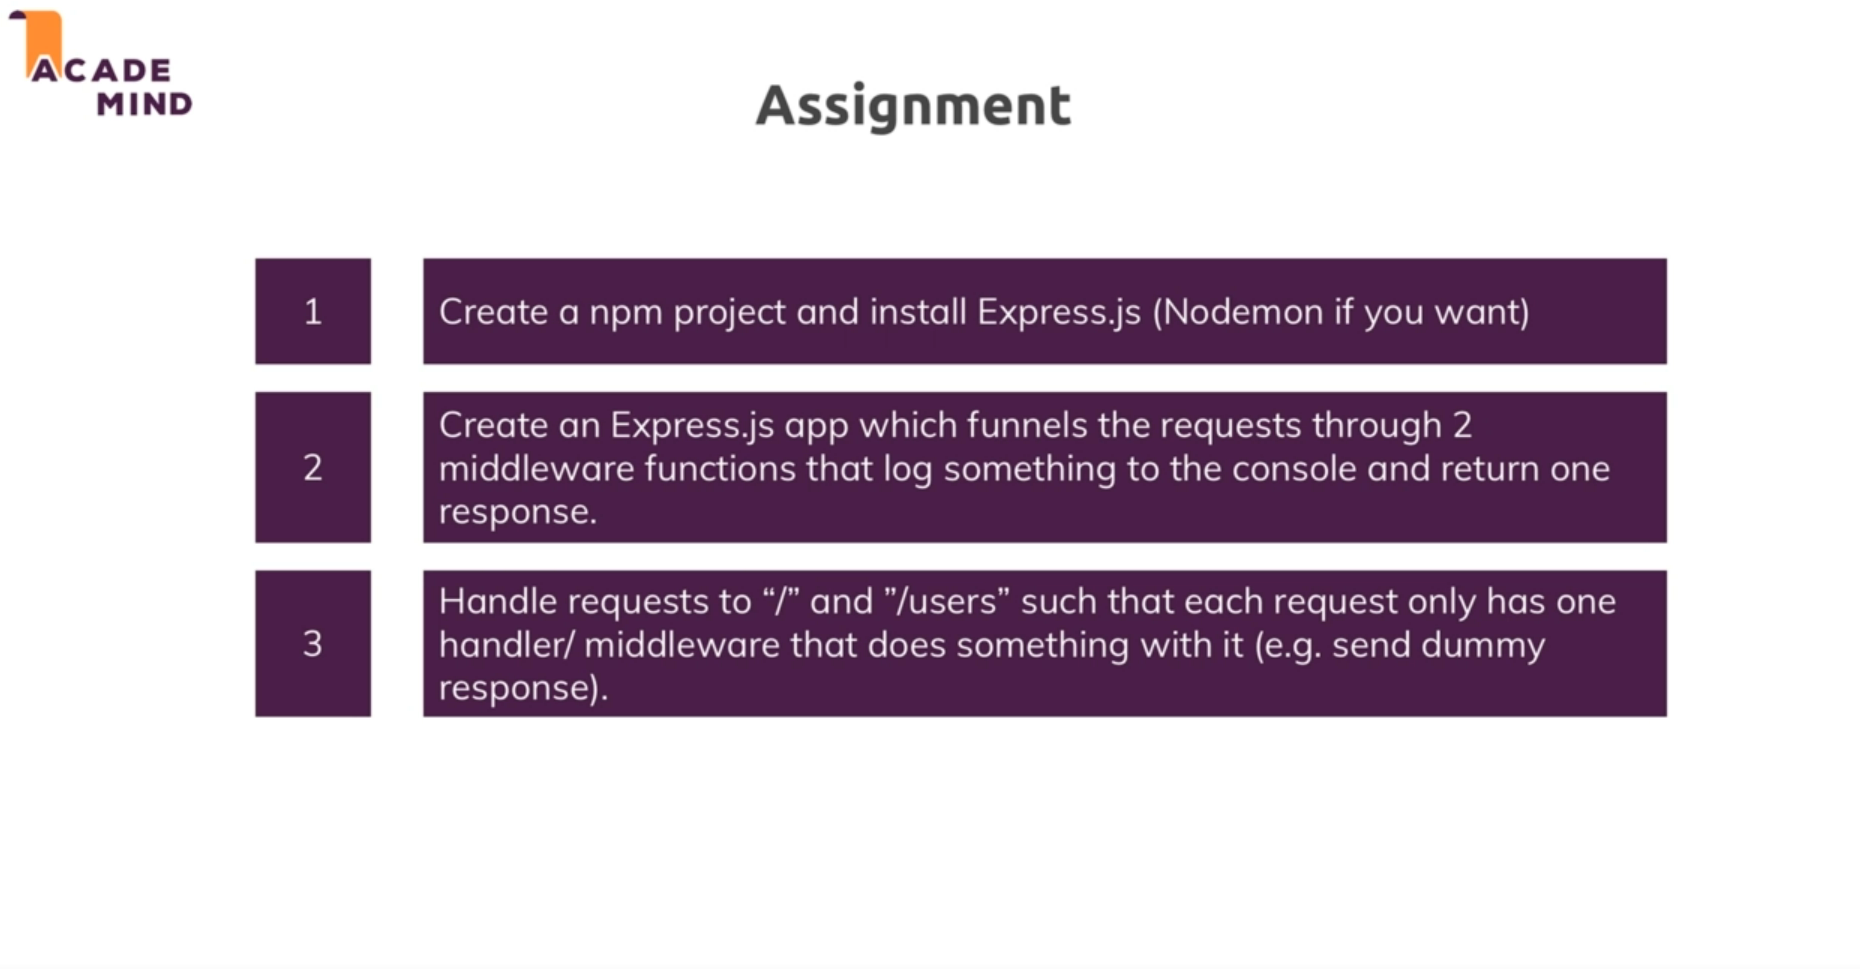 ACADE
MIND
Assignment
1
Create a npm project and install Express.js (Nodemon if you want)
2
Create an Express.js app which funnels the requests through 2
middleware functions that log something to the console and return one
response.
3
Handle requests to “/” and ”/users” such that each request only has one
handler/ middleware that does something with it (e.g. send dummy
response).